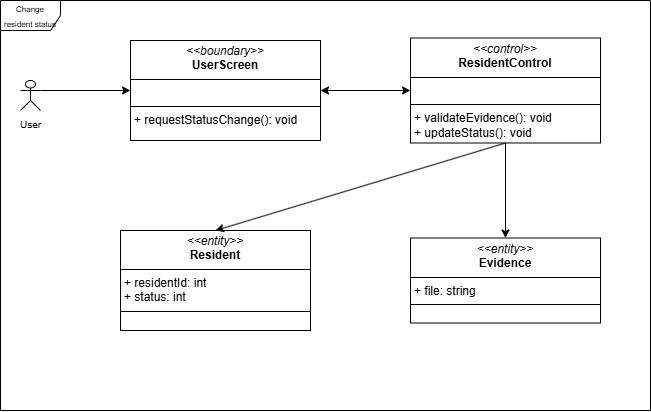 Change
resident status
<<boundary>>
UserScreen
+ requestStatusChange(): void
<<control>>
ResidentControl
+ validateEvidence(): void
+ updateStatus(): void
User
<<entity>>
Resident
+ residentId: int
+ status: int
<<entity>>
Evidence
+ file: string